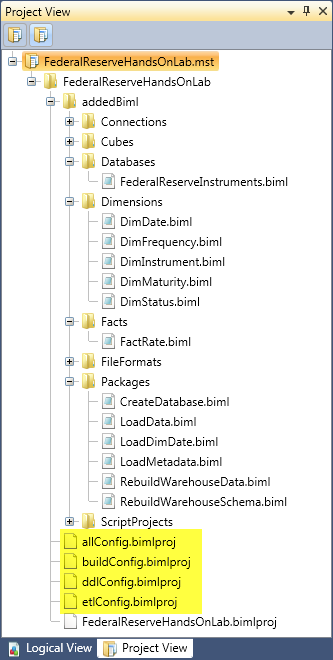 Project View
FederalReserveHandsOnLab.mst
FederalReserveHandsOnLab
addedBiml
Connections
Cubes
Databases
FederalReserveInstruments.biml
Dimensions
DimDate.biml
DimFrequency.biml
DimInstrument.biml
DimMaturity.biml
DimStatus.biml
Facts
FactRate.biml
FileFormats
Packages
CreateDatabase.biml
LoadData.biml
LoadDimDate.biml
LoadMetadata.biml
RebuildWarehouseData.biml
RebuildWarehouseSchema.biml
ScriptProjects
allConfig.bimlproj
buildConfig.bimlproj
ddlConfig.bimlproj
etlConfig.bimlproj
FederalReserveHandsOnLab.bimlproj
Logical View Project View